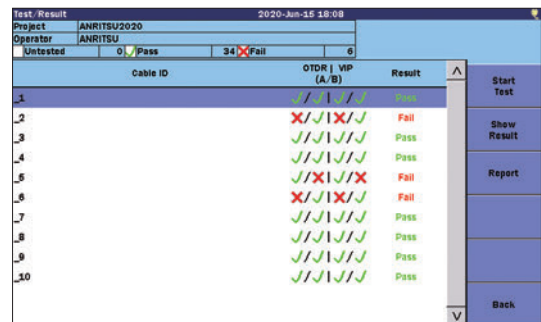 Test/Result 2020-Jun-15 18:08
Project ANRITSU2020
Operator ANRITSU
Untested 0 Pass 34 Fail 6
Cable ID OTDR | VIP (A/B) Result
_1 Pass
_2 Fail
_3 Pass
_4 Pass
_5 Fail
_6 Fail
_7 Pass
_8 Pass
_9 Pass
_10 Pass
Start Test
Show Result
Report
Back